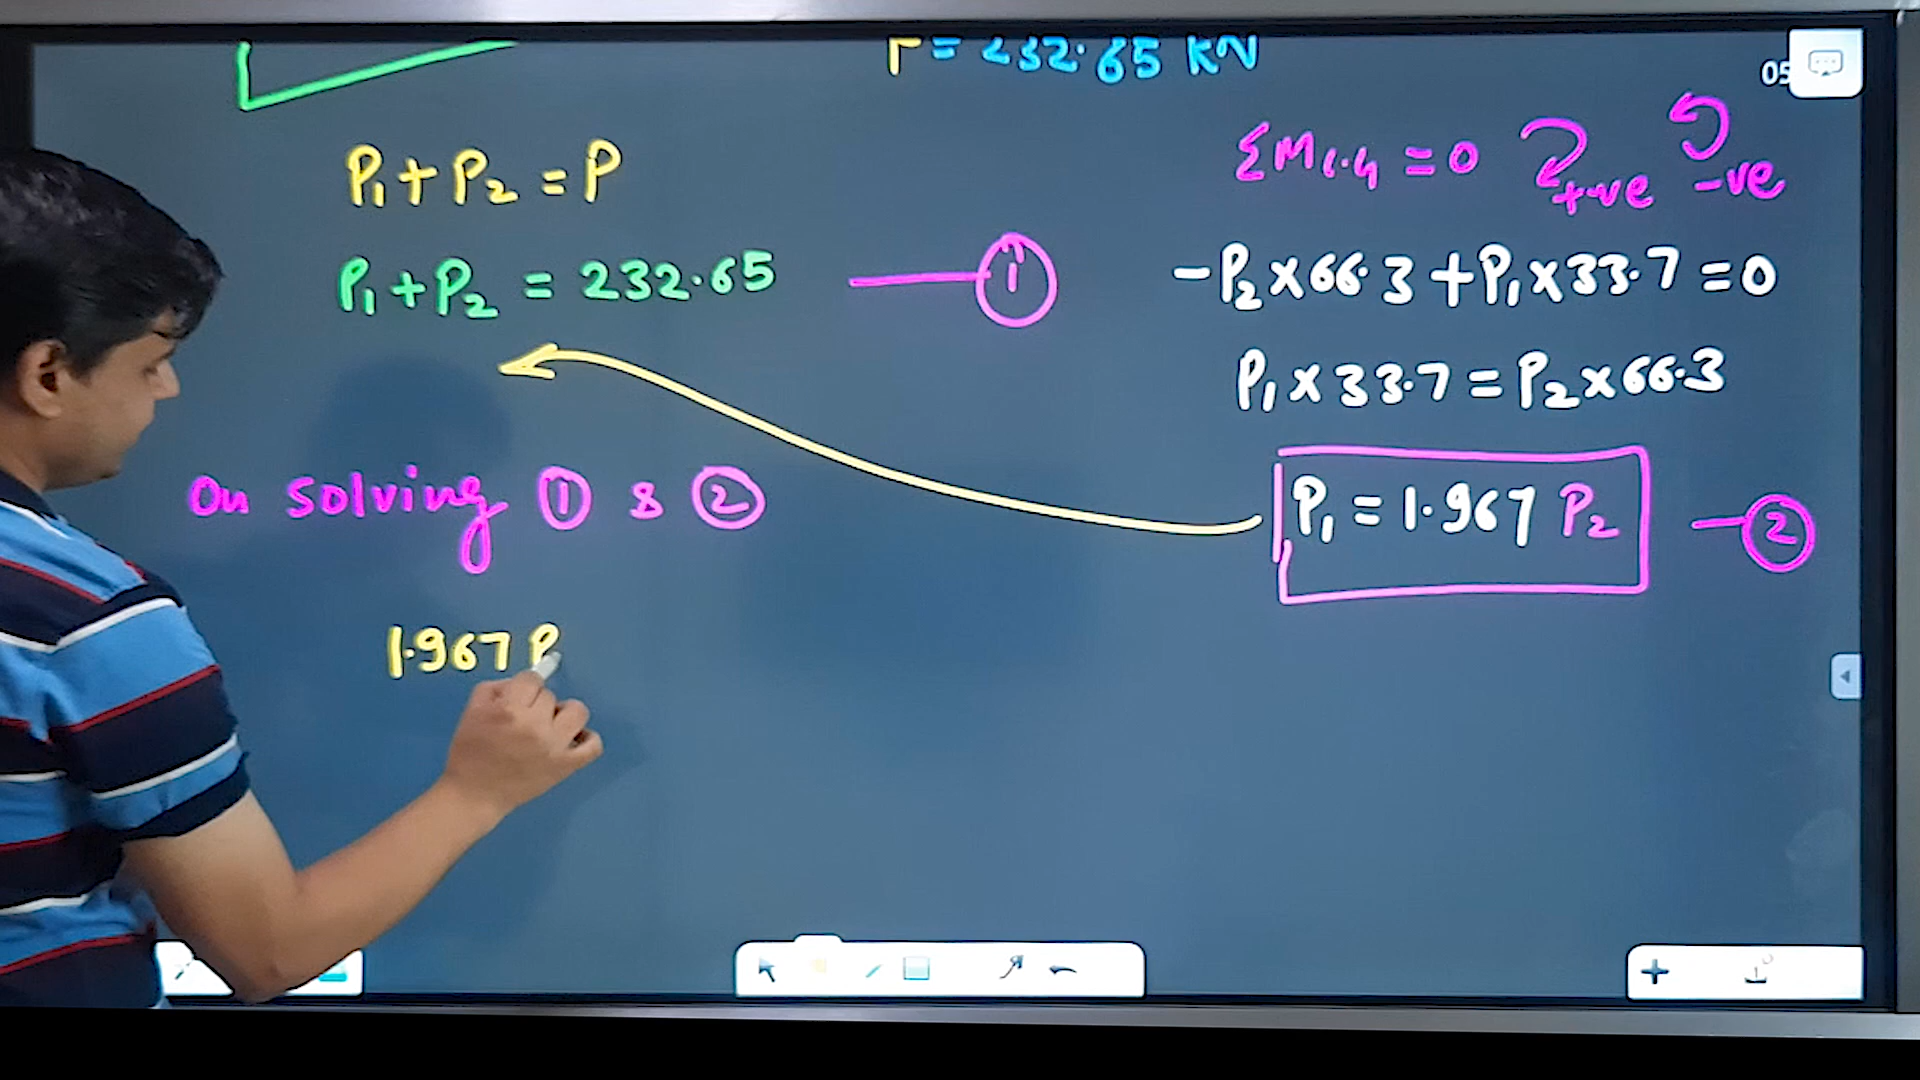 = 232.65 KN
05
P₁ + P₂ = P
P₁ + P₂ = 232.65 ①
ΣM₍.₄ = 0 +ve -ve
-P₂ × 66.3 + P₁ × 33.7 = 0
P₁ × 33.7 = P₂ × 66.3
P₁ = 1.967 P₂ - ②
On solving ① & ②
1.967 P